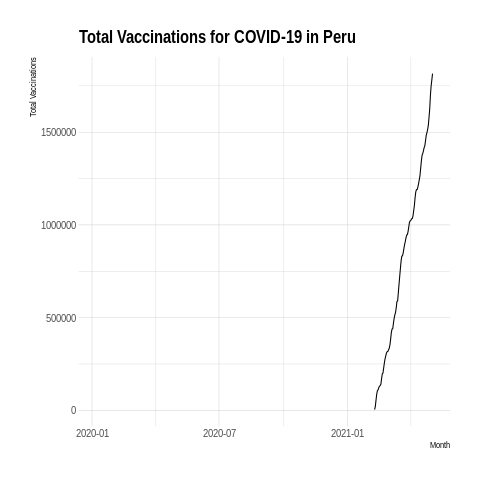 Total Vaccinations for COVID-19 in Peru
Total Vaccinations
1500000
1000000
500000
0
2020-01 2020-07 2021-01
Month